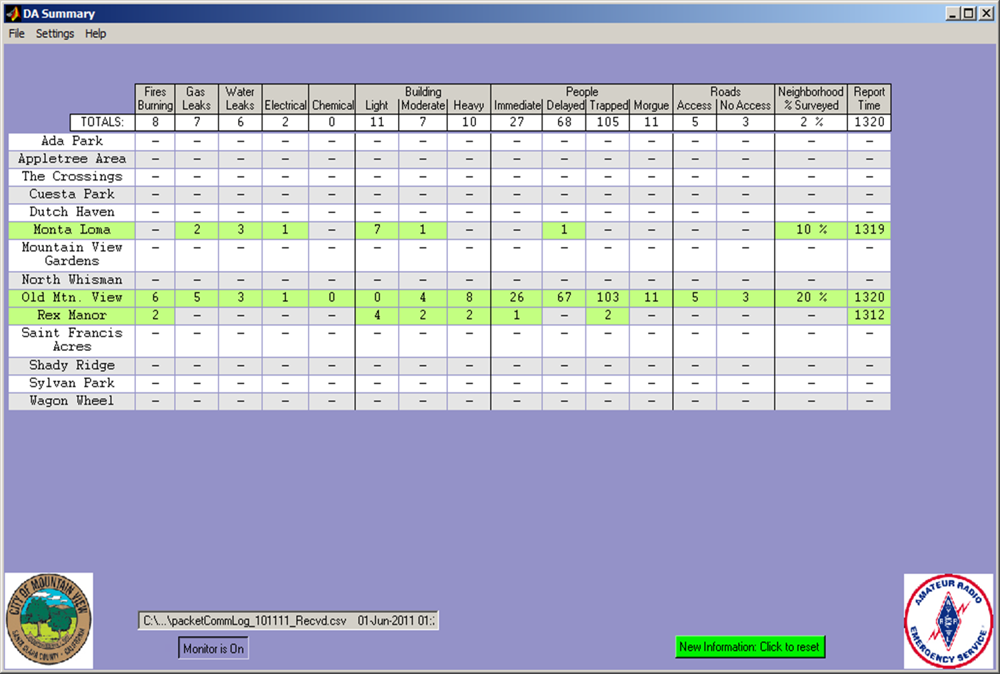 DA Summary
File Settings Help
Fires Gas Water Building People Roads Neighborhood Report
Burning Leaks Leaks Electrical Chemical Light Moderate Heavy Immediate Delayed Trapped Morgue Access No Access % Surveyed Time
TOTALS: 8 7 6 2 0 11 7 10 27 68 105 11 5 3 2 % 1320
Ada Park – – – – – – – – – – – – – – – –
Appletree Area – – – – – – – – – – – – – – – –
The Crossings – – – – – – – – – – – – – – – –
Cuesta Park – – – – – – – – – – – – – – – –
Dutch Haven – – – – – – – – – – – – – – – –
Monta Loma – 2 3 1 – 7 1 – – 1 – – – – 10 % 1319
Mountain View – – – – – – – – – – – – – – – –
Gardens
North Whisman – – – – – – – – – – – – – – – –
Old Mtn. View 6 5 3 1 0 0 4 8 26 67 103 11 5 3 20 % 1320
Rex Manor 2 – – – – 4 2 2 1 – 2 – – – – 1312
Saint Francis – – – – – – – – – – – – – – – –
Acres
Shady Ridge – – – – – – – – – – – – – – – –
Sylvan Park – – – – – – – – – – – – – – – –
Wagon Wheel – – – – – – – – – – – – – – – –
CITY OF MOUNTAIN VIEW
SANTA CLARA COUNTY - CALIFORNIA
C:\...\packetCommLog_101111_Recvd.csv 01-Jun-2011 01:
Monitor is On
New Information: Click to reset
AMATEUR RADIO
EMERGENCY SERVICE